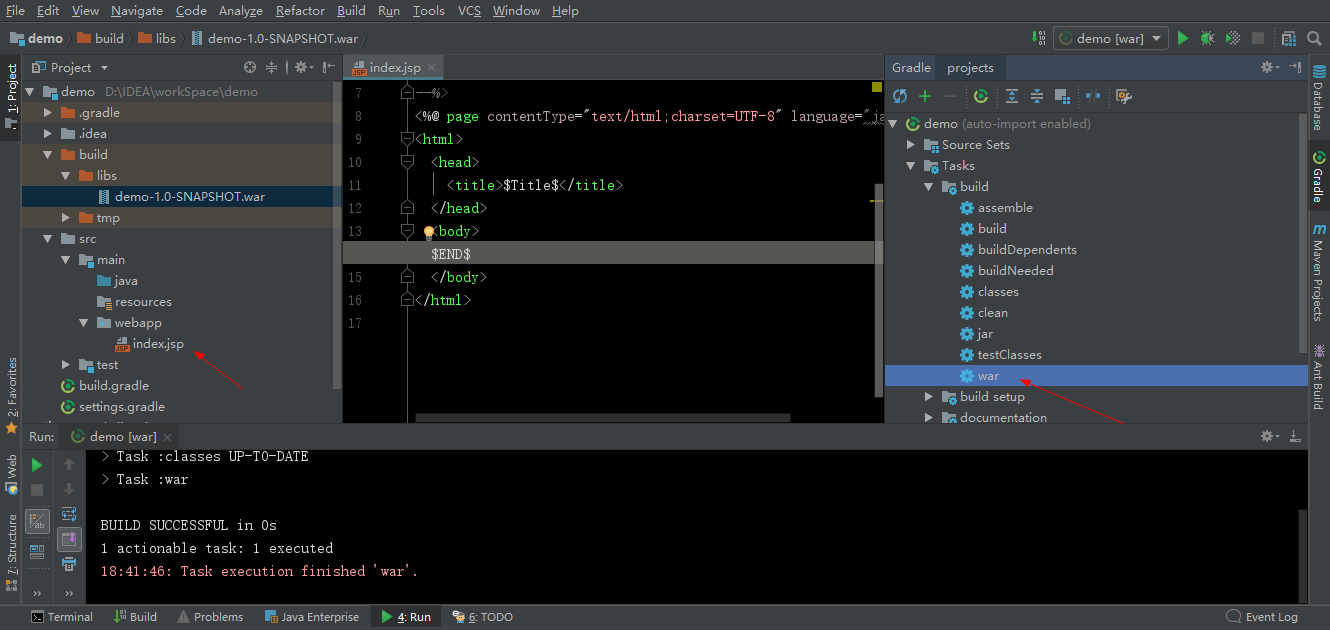 File Edit View Navigate Code Analyze Refactor Build Run Tools VCS Window Help
demo build libs demo-1.0-SNAPSHOT.war
demo [war]
1: Project
2: Favorites
Web
7: Structure
Project
demo D:\IDEA\workSpace\demo
.gradle
.idea
build
libs
demo-1.0-SNAPSHOT.war
tmp
src
main
java
resources
webapp
index.jsp
test
build.gradle
settings.gradle
index.jsp
7 --%>
8 <%@ page contentType="text/html;charset=UTF-8" language="ja
9 <html>
10 <head>
11 <title>$Title$</title>
12 </head>
13 <body>
$END$
15 </body>
16 </html>
17
Gradle projects
demo (auto-import enabled)
Source Sets
Tasks
build
assemble
build
buildDependents
buildNeeded
classes
clean
jar
testClasses
war
build setup
documentation
Database
Gradle
m Maven Projects
Ant Build
Run: demo [war]
> Task :classes UP-TO-DATE
> Task :war
BUILD SUCCESSFUL in 0s
1 actionable task: 1 executed
18:41:46: Task execution finished 'war'.
Terminal Build Problems Java Enterprise 4: Run 6: TODO Event Log